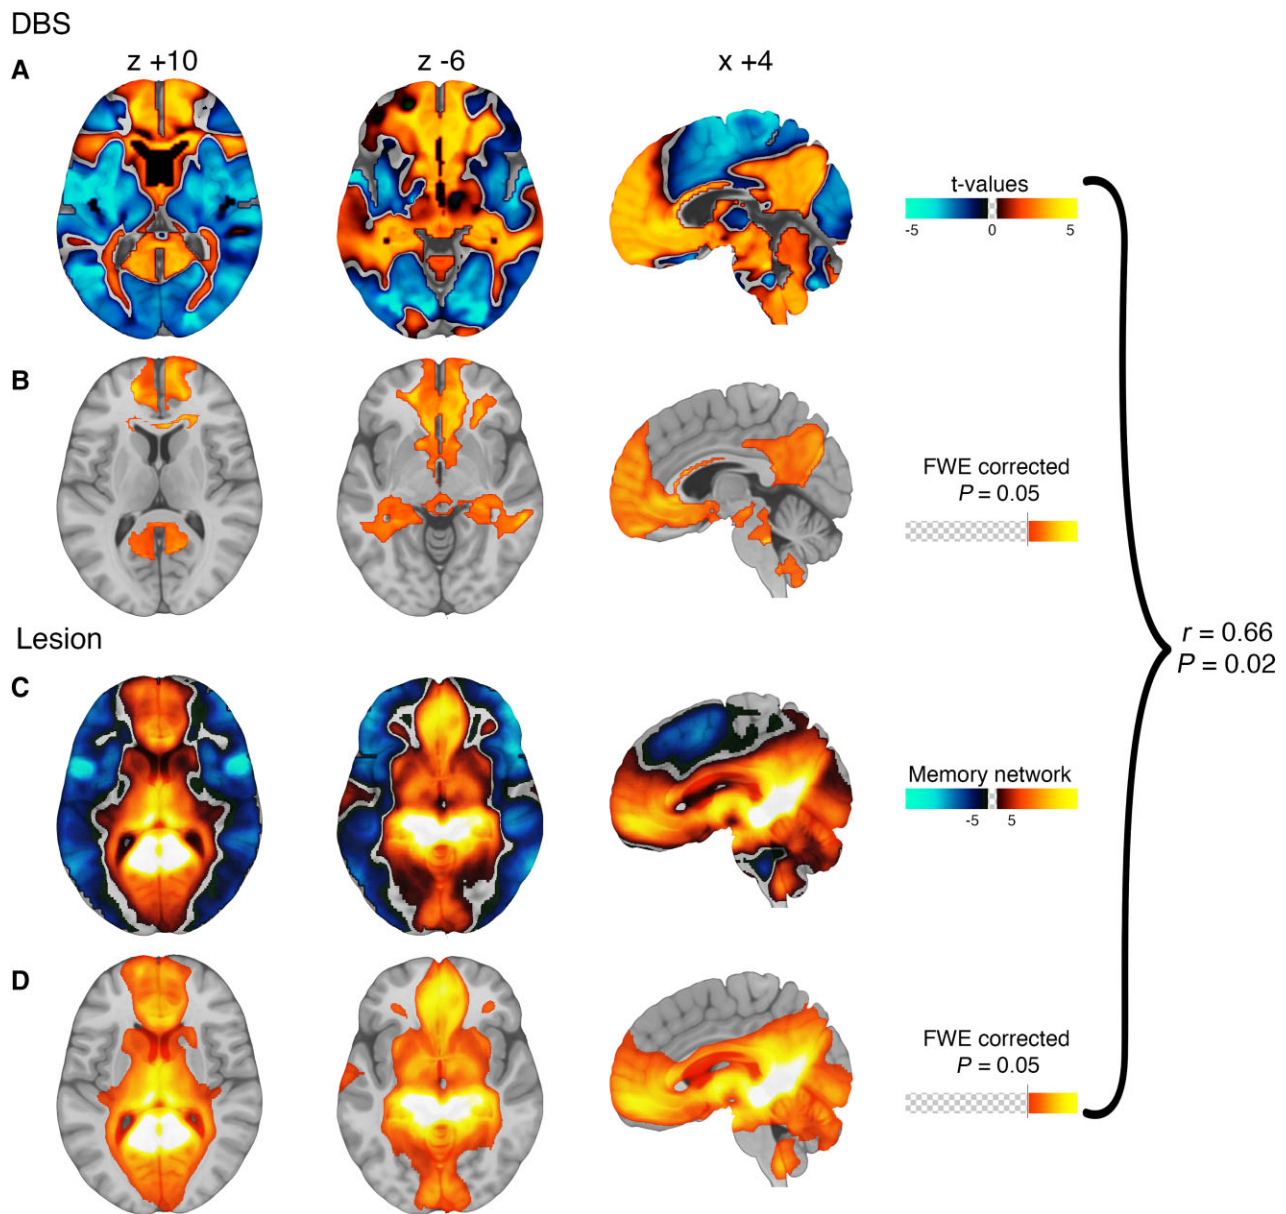 DBS
A
z +10
z -6
x +4
t-values
-5 0 5
B
FWE corrected
P = 0.05
r = 0.66
P = 0.02
Lesion
C
Memory network
-5 5
D
FWE corrected
P = 0.05